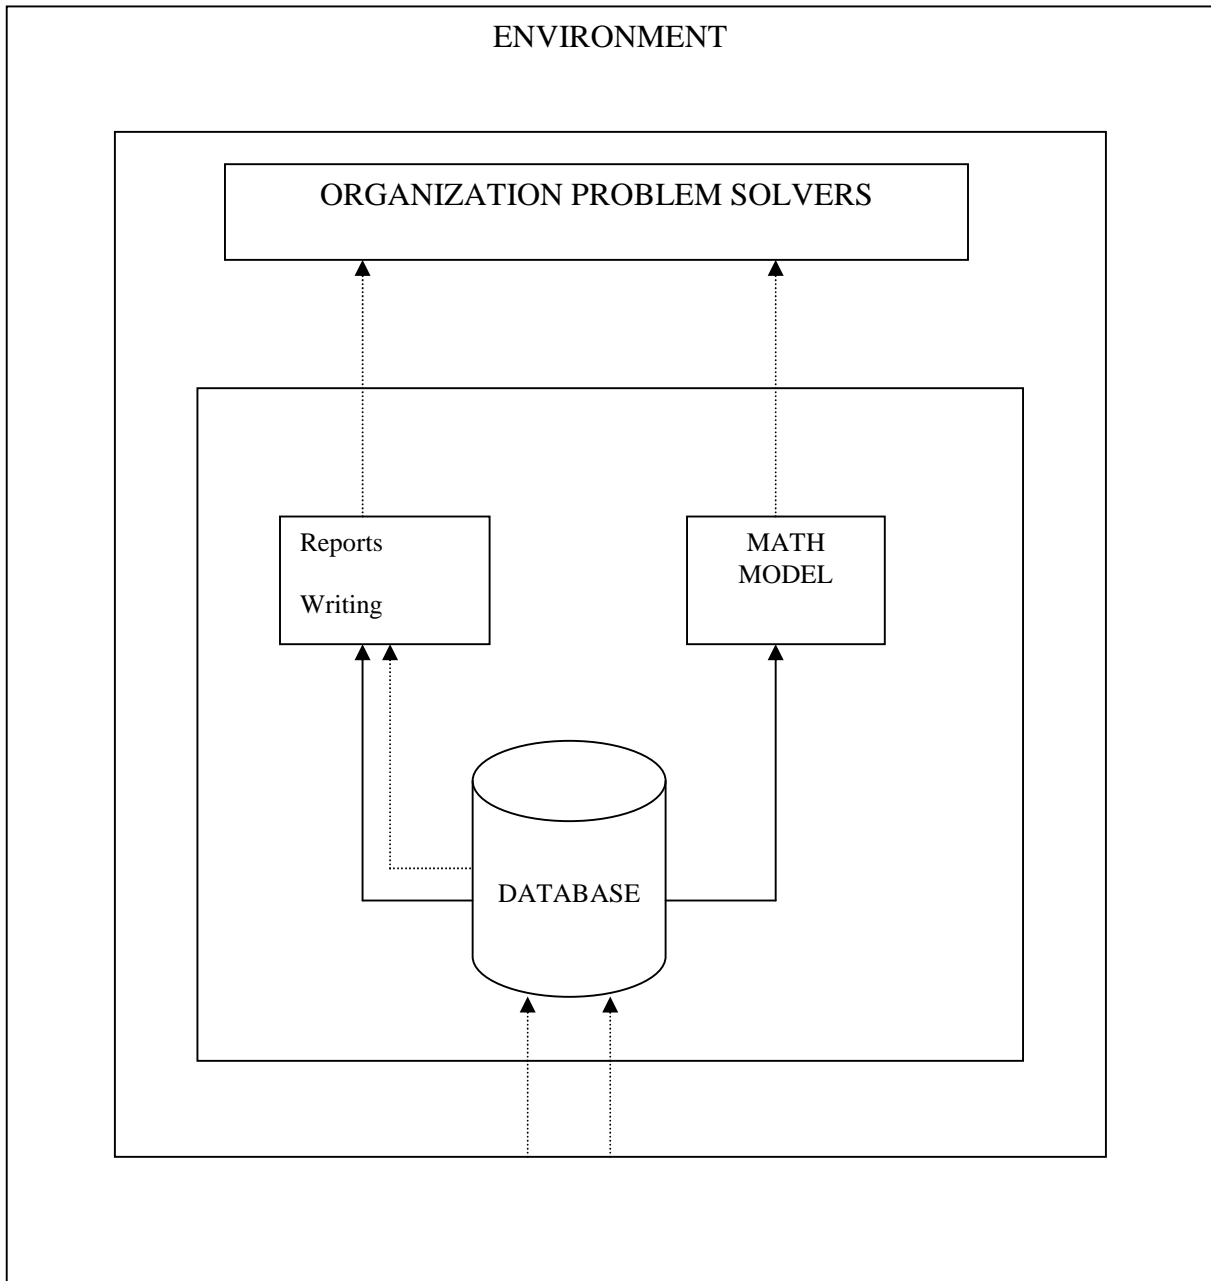 ENVIRONMENT
ORGANIZATION PROBLEM SOLVERS
Reports
Writing
MATH
MODEL
DATABASE